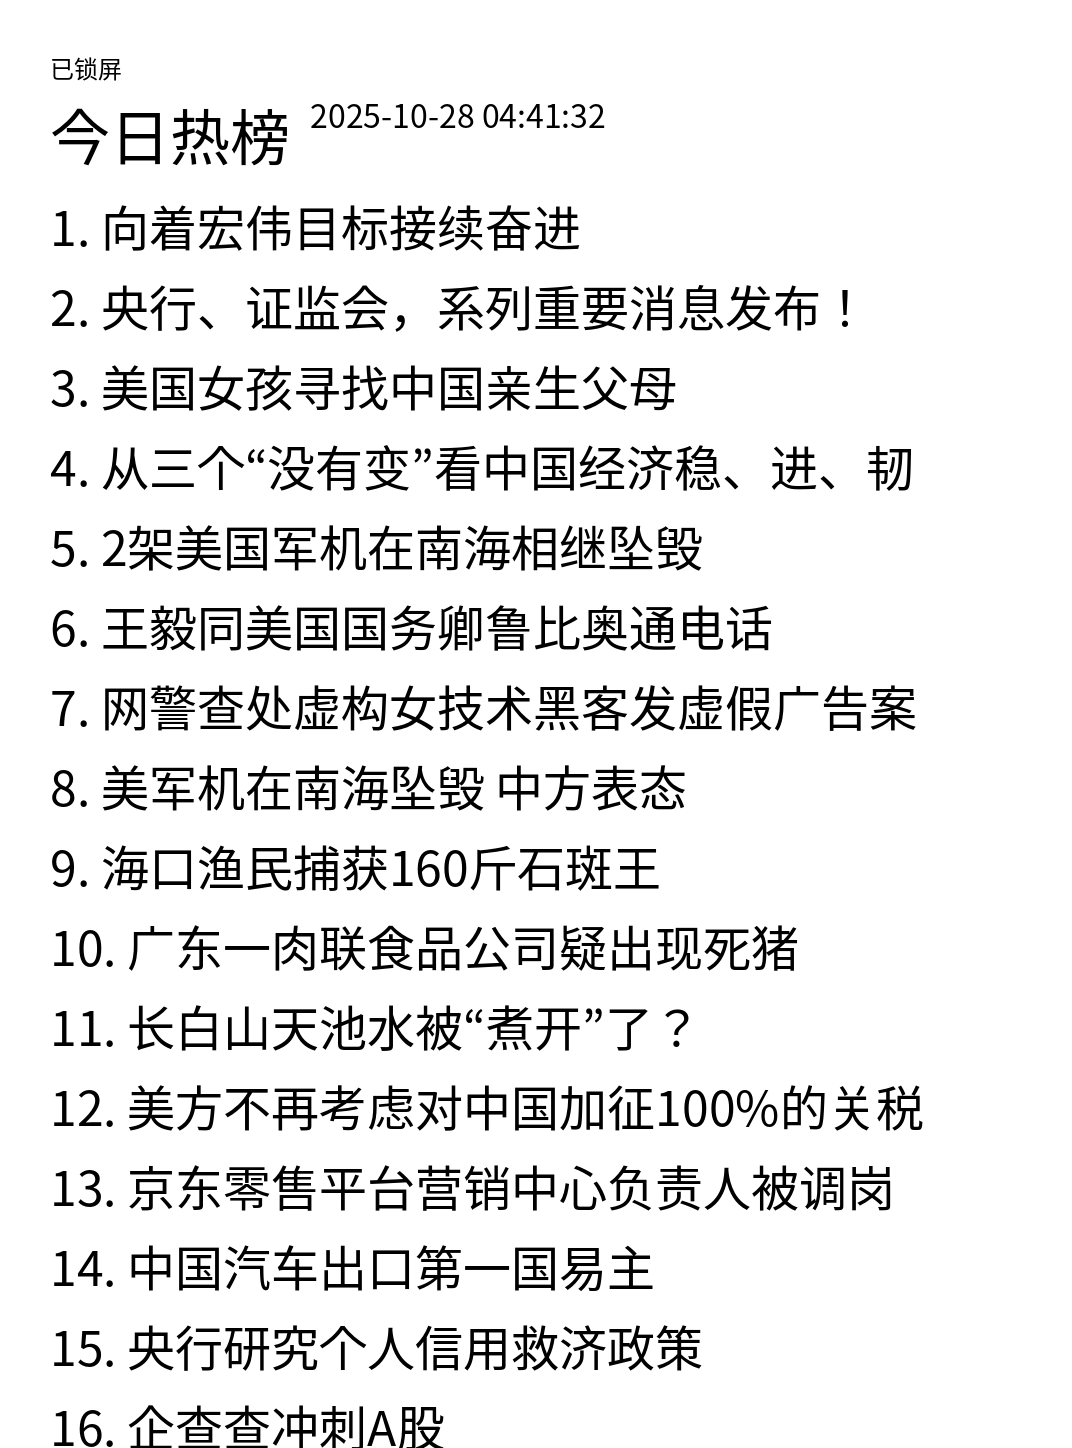 已锁屏
今日热榜 2025-10-28 04:41:32
1. 向着宏伟目标接续奋进
2. 央行、证监会，系列重要消息发布！
3. 美国女孩寻找中国亲生父母
4. 从三个“没有变”看中国经济稳、进、韧
5. 2架美国军机在南海相继坠毁
6. 王毅同美国国务卿鲁比奥通电话
7. 网警查处虚构女技术黑客发虚假广告案
8. 美军机在南海坠毁 中方表态
9. 海口渔民捕获160斤石斑王
10. 广东一肉联食品公司疑出现死猪
11. 长白山天池水被“煮开”了？
12. 美方不再考虑对中国加征100%的关税
13. 京东零售平台营销中心负责人被调岗
14. 中国汽车出口第一国易主
15. 央行研究个人信用救济政策
16. 企查查冲刺A股